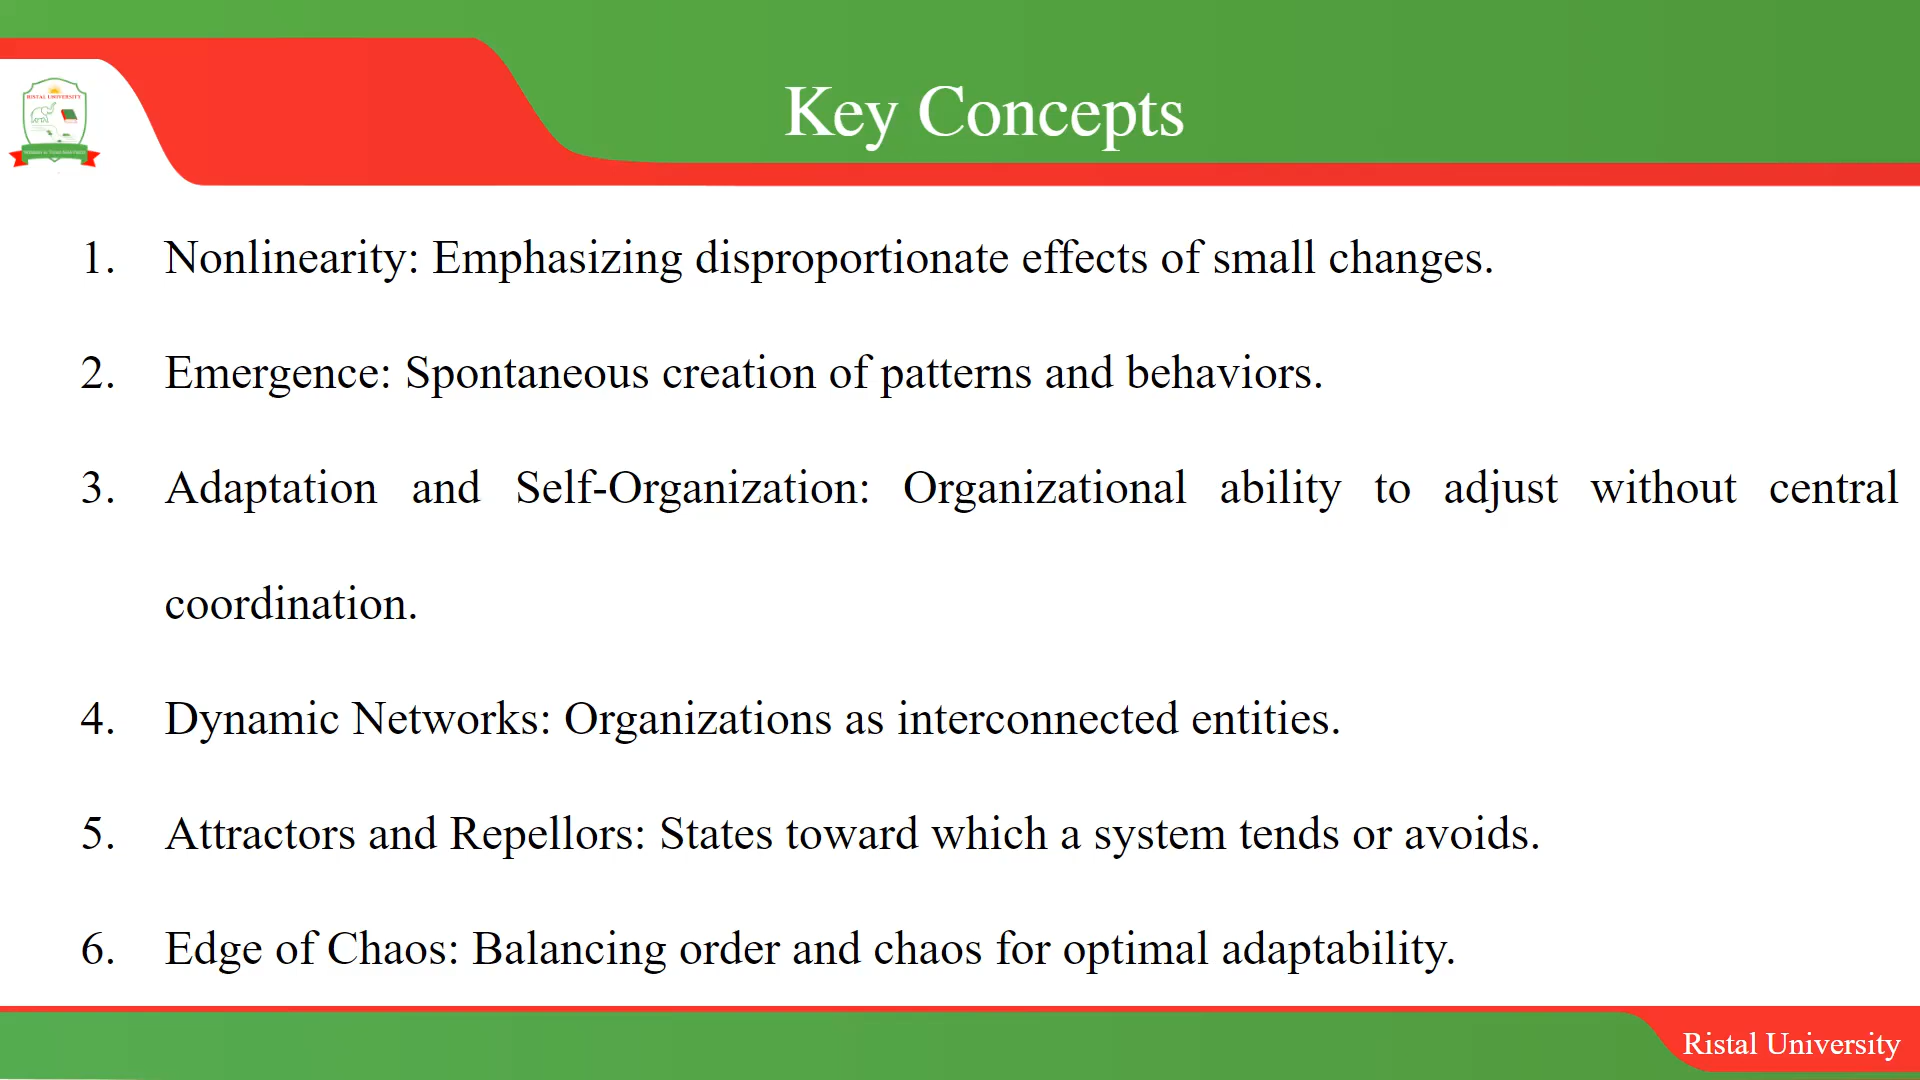 RISTAL UNIVERSITY
Key Concepts
1. Nonlinearity: Emphasizing disproportionate effects of small changes.
2. Emergence: Spontaneous creation of patterns and behaviors.
3. Adaptation and Self-Organization: Organizational ability to adjust without central
coordination.
4. Dynamic Networks: Organizations as interconnected entities.
5. Attractors and Repellors: States toward which a system tends or avoids.
6. Edge of Chaos: Balancing order and chaos for optimal adaptability.
Ristal University